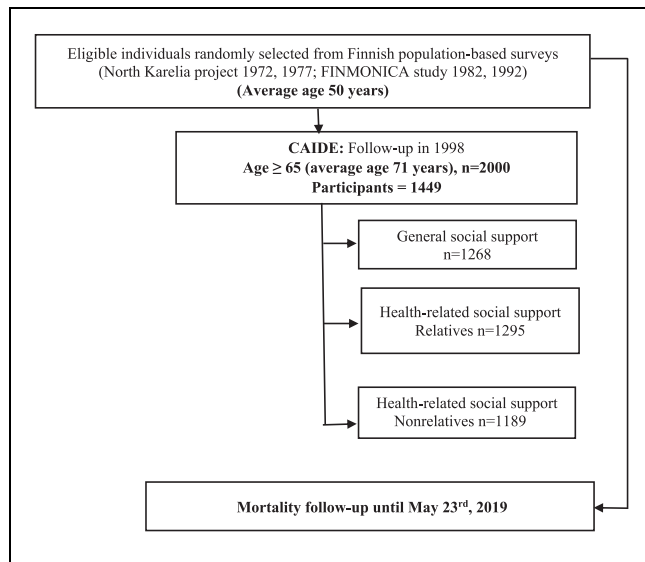 Eligible individuals randomly selected from Finnish population-based surveys
(North Karelia project 1972, 1977; FINMONICA study 1982, 1992)
(Average age 50 years)
CAIDE: Follow-up in 1998
Age ≥ 65 (average age 71 years), n=2000
Participants = 1449
General social support
n=1268
Health-related social support
Relatives n=1295
Health-related social support
Nonrelatives n=1189
Mortality follow-up until May 23rd, 2019